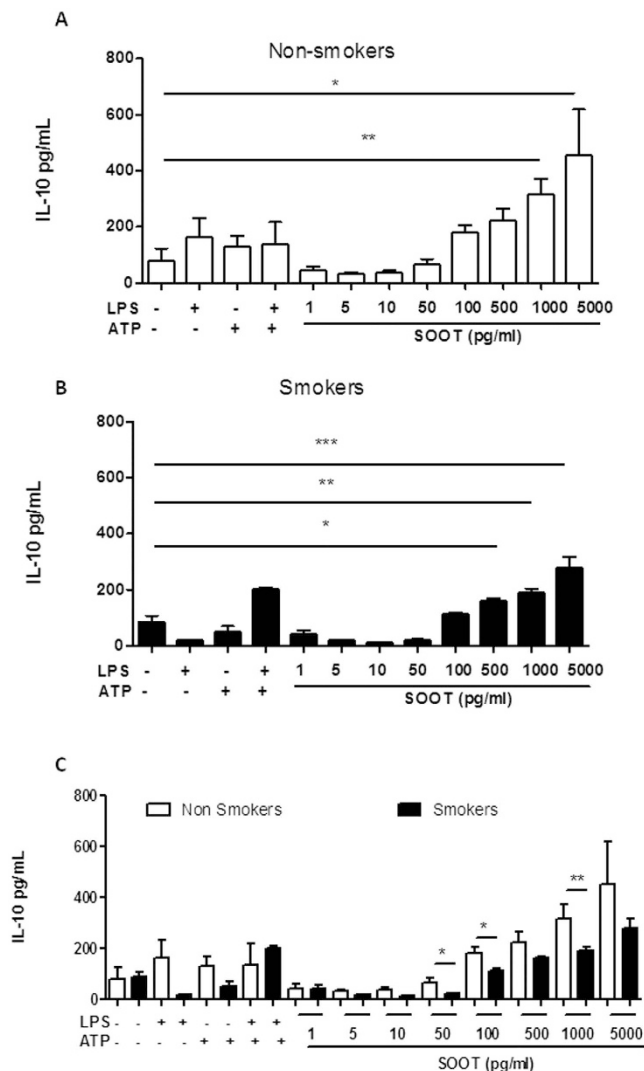 A
Non-smokers
IL-10 pg/mL
800
600
400
200
0
*
**
LPS - + - + 1 5 10 50 100 500 1000 5000
ATP - - + + SOOT (pg/ml)
B
Smokers
IL-10 pg/mL
800
600
400
200
0
***
**
*
LPS - + - + 1 5 10 50 100 500 1000 5000
ATP - - + + SOOT (pg/ml)
C
Non Smokers Smokers
IL-10 pg/mL
800
600
400
200
0
*
*
**
LPS - - + + - - + + 1 5 10 50 100 500 1000 5000
ATP - - - - + + + +
SOOT (pg/ml)